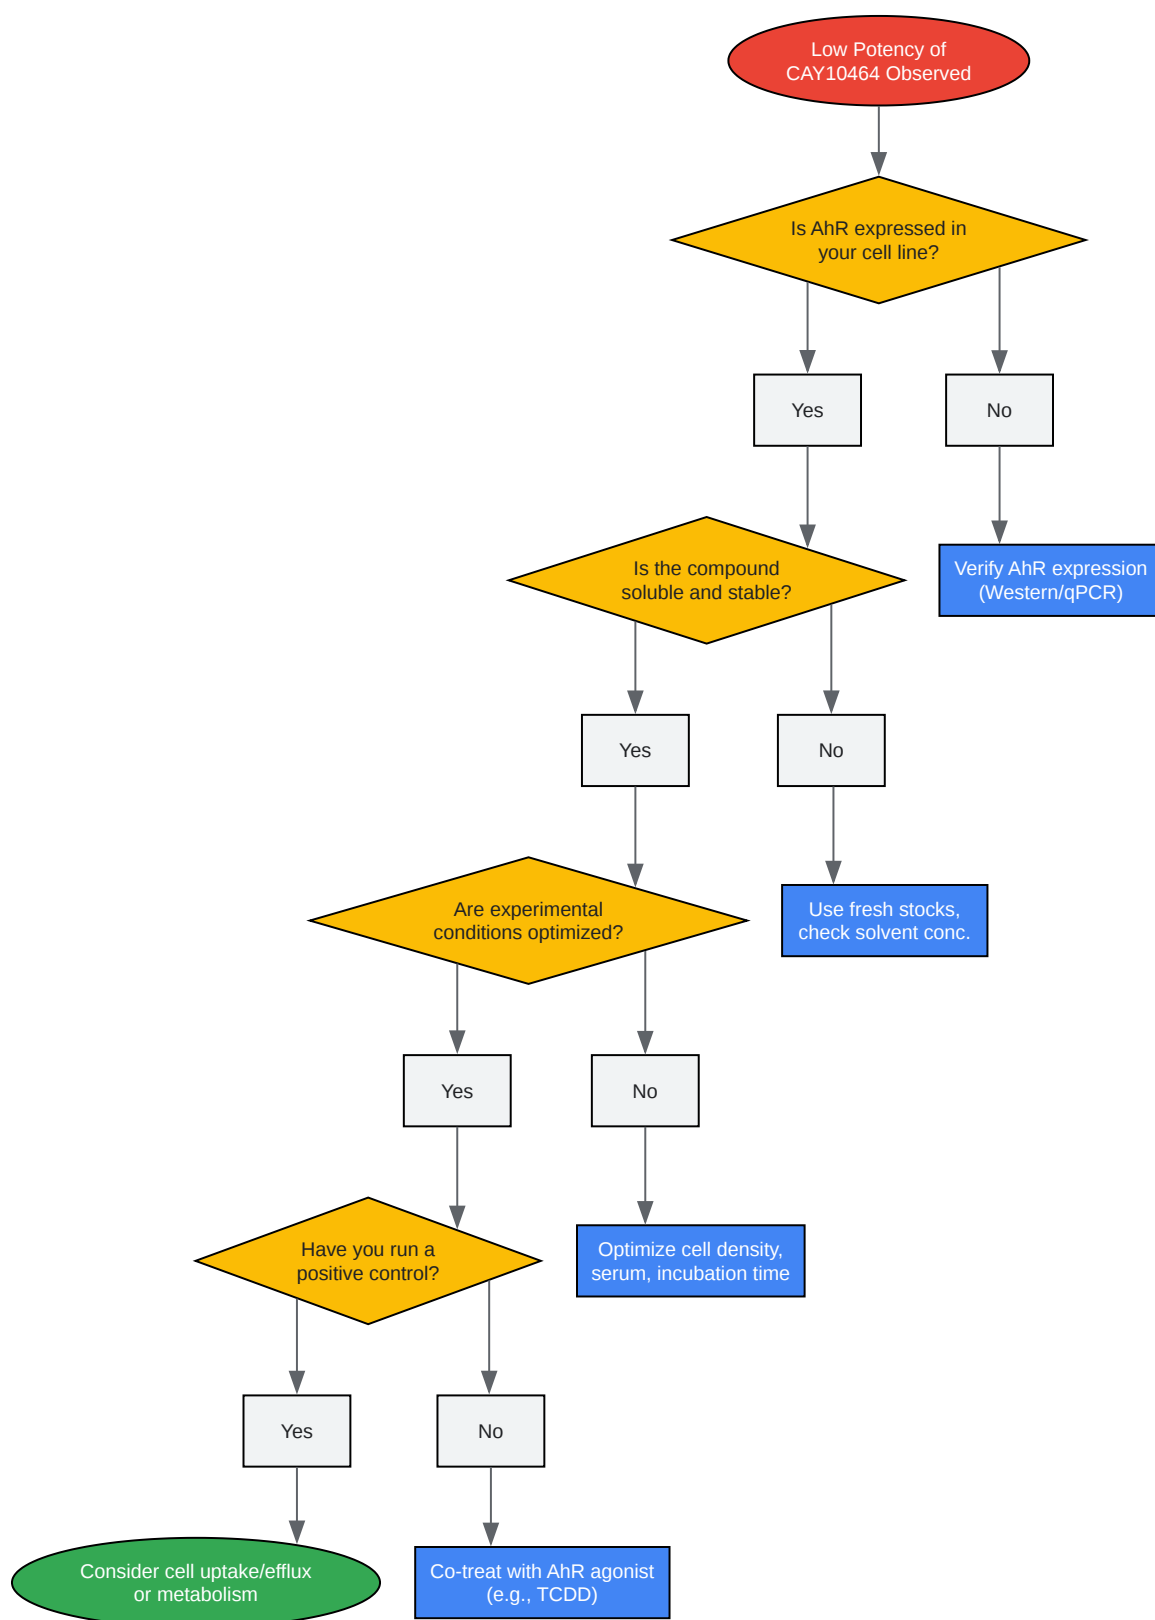 Low Potency of
CAY10464 Observed
Is AhR expressed in
your cell line?
Yes
No
Is the compound
soluble and stable?
Verify AhR expression
(Western/qPCR)
Yes
No
Are experimental
conditions optimized?
Use fresh stocks,
check solvent conc.
Yes
No
Have you run a
positive control?
Optimize cell density,
serum, incubation time
Yes
No
Consider cell uptake/efflux
or metabolism
Co-treat with AhR agonist
(e.g., TCDD)